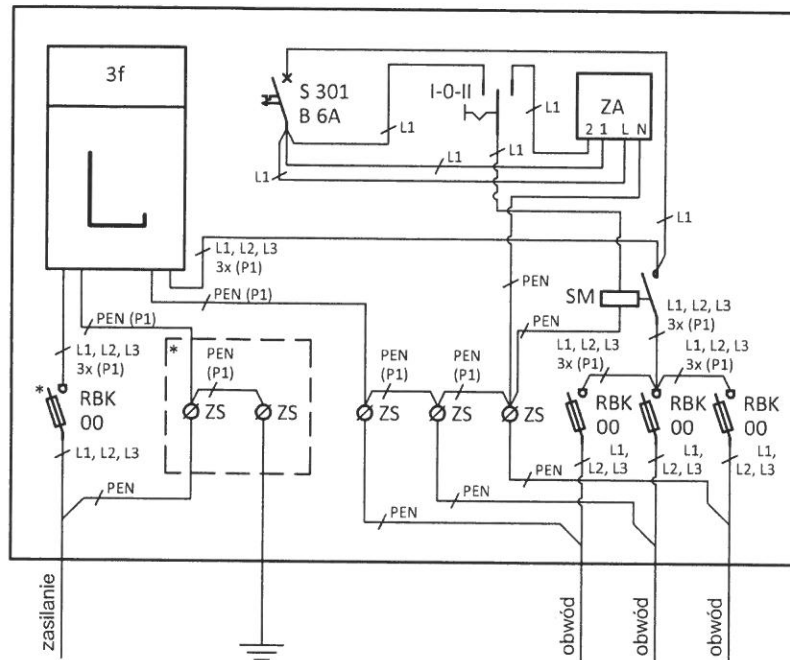 3f
S 301
B 6A
I-0-II
L1
ZA
2 1 L N
L1
L1
L1
L1
L1
L1, L2, L3
3x (P1)
PEN (P1)
PEN (P1)
PEN
PEN
SM
L1, L2, L3
3x (P1)
L1, L2, L3
3x (P1)
*
PEN
(P1)
PEN
(P1)
PEN
(P1)
L1, L2, L3
3x (P1)
L1, L2, L3
3x (P1)
*
RBK
00
ZS
ZS
ZS
ZS
ZS
RBK
00
RBK
00
RBK
00
L1, L2, L3
L1,
L2, L3
L1,
L2, L3
L1,
L2, L3
PEN
PEN
PEN
PEN
zasilanie
obwód
obwód
obwód